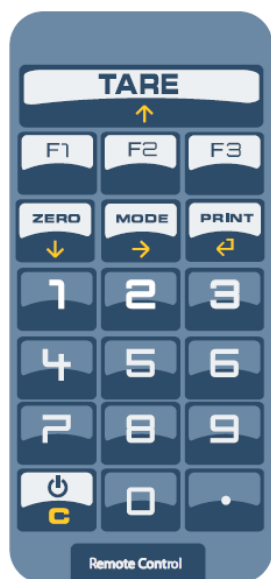 TARE
↑
F1 F2 F3
ZERO MODE PRINT
↓ → ↵
1 2 3
4 5 6
7 8 9
C 0 .
Remote Control